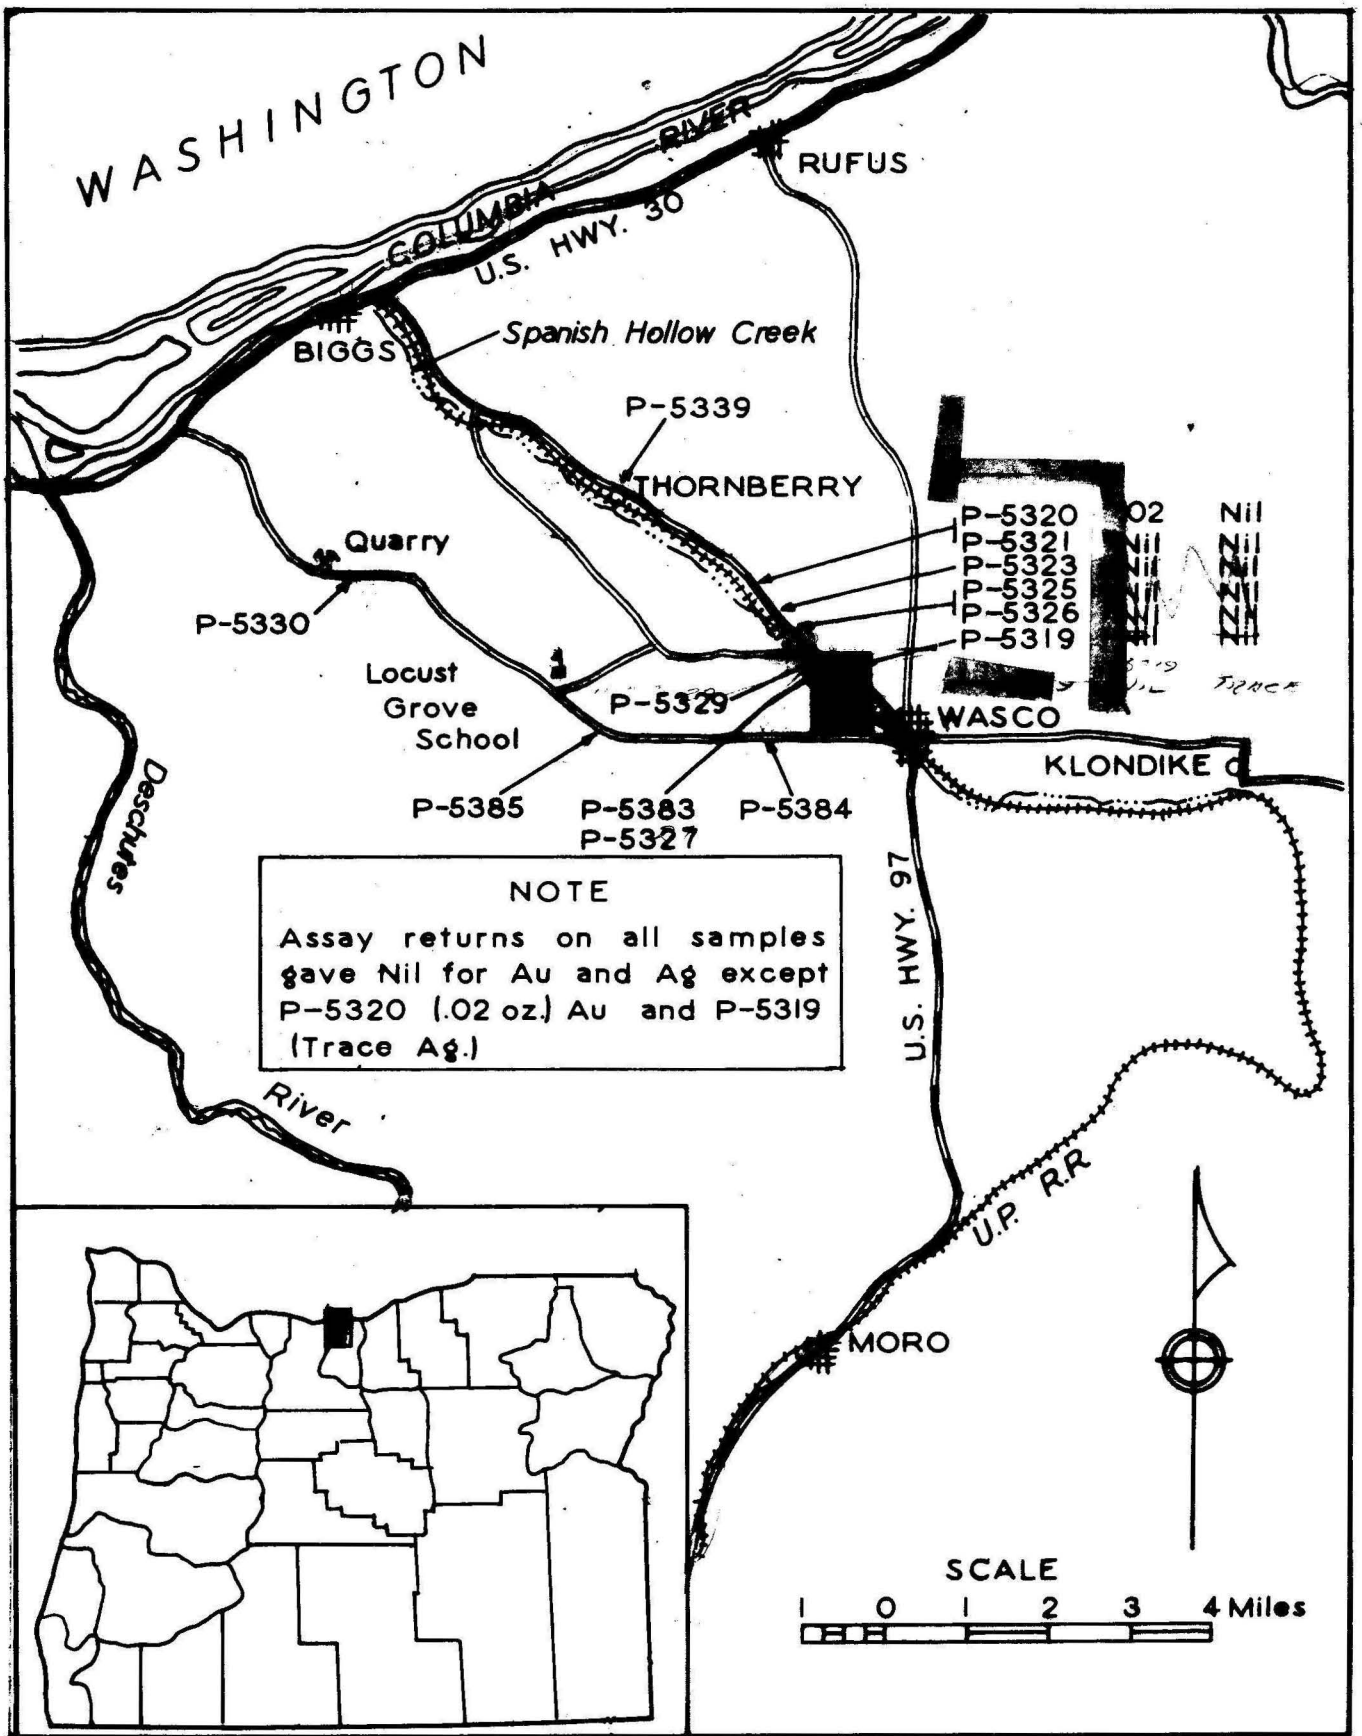 WASHINGTON
COLUMBIA RIVER
U.S. HWY. 30
RUFUS
BIGGS
Spanish Hollow Creek
P-5339
THORNBERRY
Quarry
P-5330
P-5320 02 Nil
P-5321 Nil Nil
P-5323 Nil Nil
P-5325 Nil Nil
P-5326 Nil Nil
P-5319 Nil Nil
TRACE
Locust
Grove
School
P-5329
WASCO
KLONDIKE
P-5385
P-5383
P-5327
P-5384
Deschutes
River
U.S. HWY. 97
NOTE
Assay returns on all samples
gave Nil for Au and Ag except
P-5320 (.02 oz.) Au and P-5319
(Trace Ag.)
U.P. R.R
MORO
SCALE
1 0 1 2 3 4 Miles